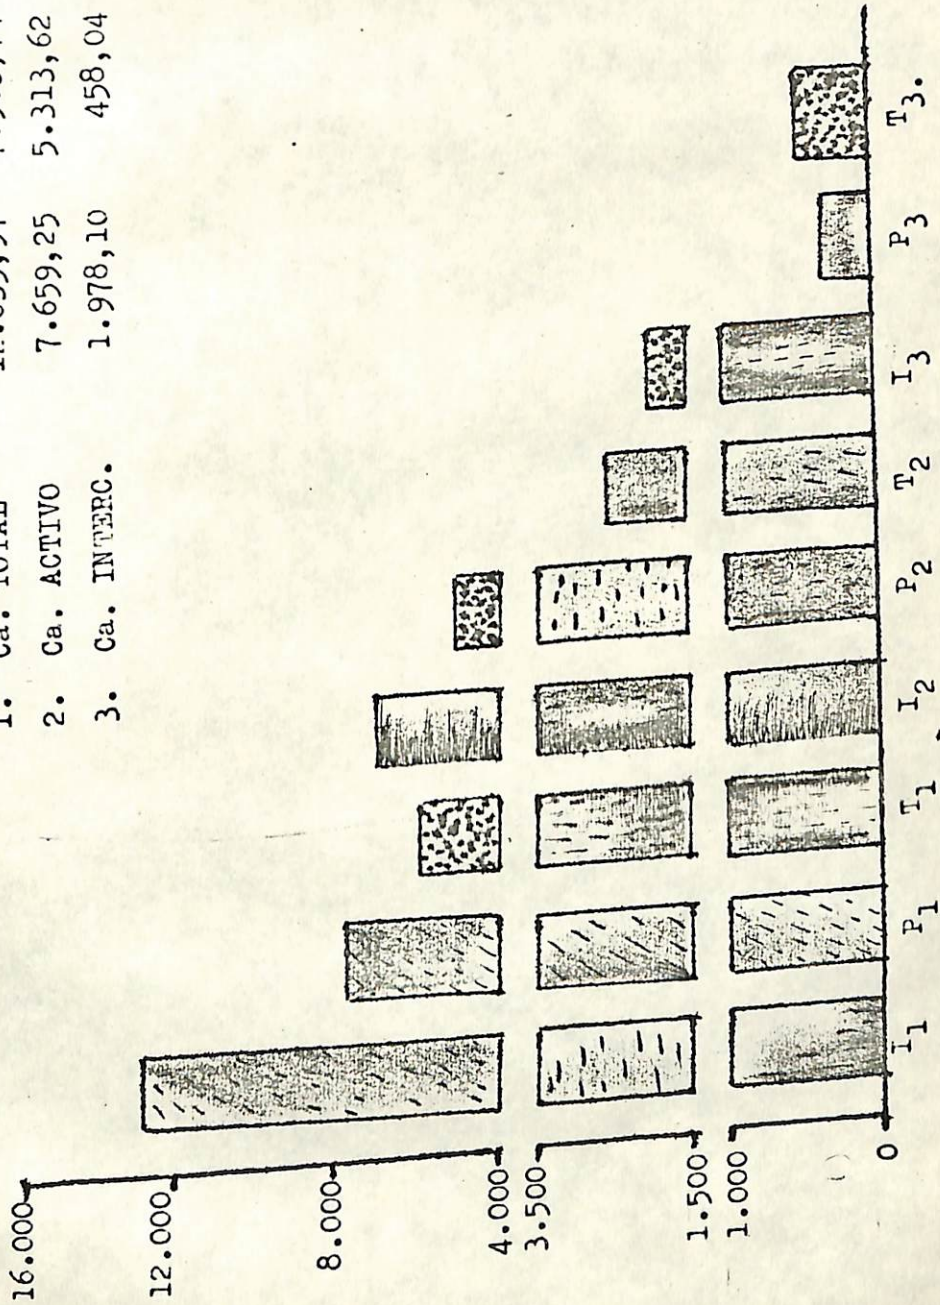 1. Ca. TOTAL
2. Ca. ACTIVO 7.659,25 5.313,62
3. Ca. INTERC. 1.978,10 458,04
16.000
12.000
8.000
4.000
3.500
1.500
1.000
0
I1 P1 T1 I2 P2 T2 I3 P3 T3.